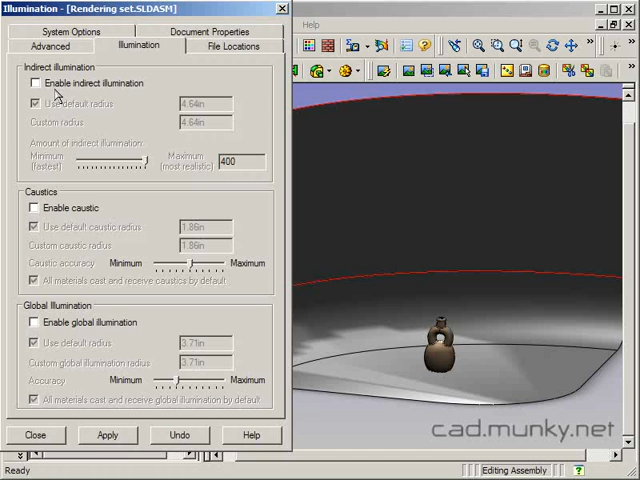 Illumination - [Rendering set.SLDASM]
Help
System Options
Document Properties
Advanced
Illumination
File Locations
Indirect illumination
Enable indirect illumination
Use default radius
4.64in
Custom radius
4.64in
Amount of indirect illumination:
Minimum
(fastest)
Maximum
(most realistic)
400
Caustics
Enable caustic
Use default caustic radius
1.86in
Custom caustic radius
1.86in
Caustic accuracy
Minimum
Maximum
All materials cast and receive caustics by default
Global Illumination
Enable global illumination
Use default radius
3.71in
Custom global illumination radius
3.71in
Accuracy
Minimum
Maximum
All materials cast and receive global illumination by default
Close
Apply
Undo
Help
cad.munky.net
Ready
Editing Assembly